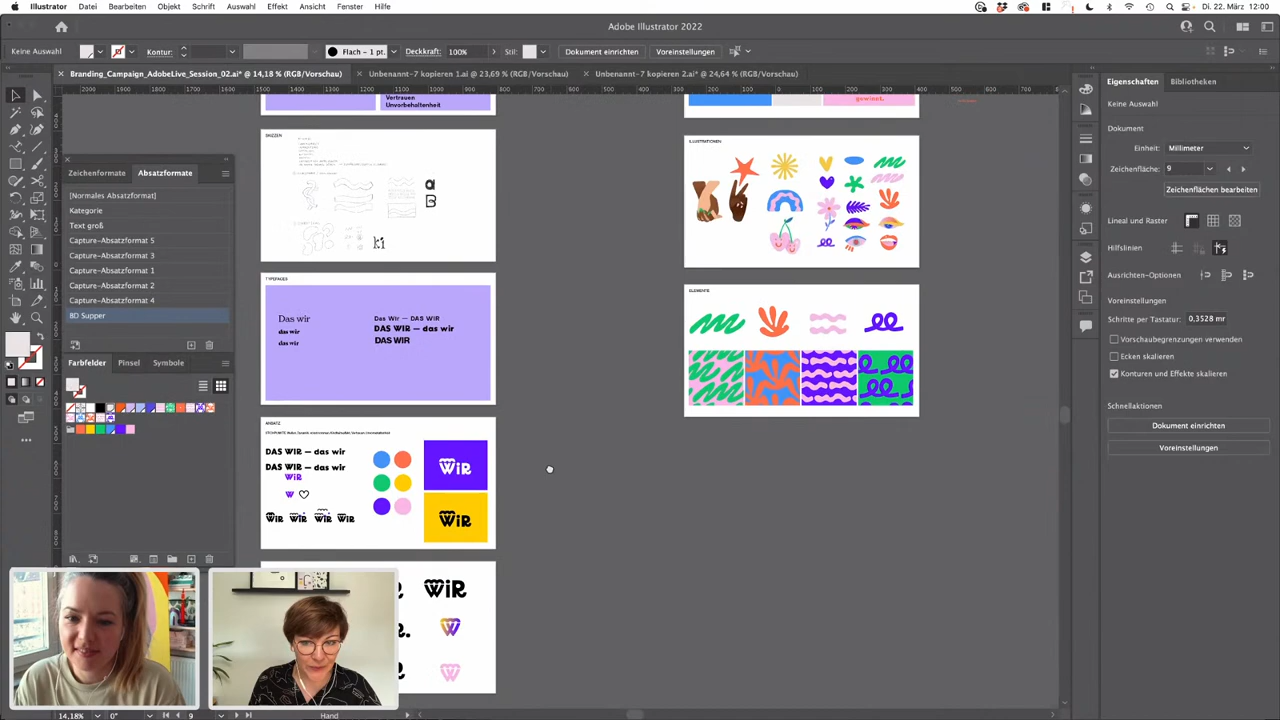 Illustrator Datei Bearbeiten Objekt Schrift Auswahl Effekt Ansicht Fenster Hilfe
Di. 22. März 12:00
Adobe Illustrator 2022
Keine Auswahl
Kontur:
Flach - 1 pt.
Deckkraft: 100%
Stil:
Dokument einrichten
Voreinstellungen
Branding_Campaign_AdobeLive_Session_02.ai* @ 14,18 % (RGB/Vorschau)
Unbenannt-7 kopieren 1.ai @ 23,69 % (RGB/Vorschau)
Unbenannt-7 kopieren 2.ai* @ 24,64 % (RGB/Vorschau)
Zeichenformate
Absatzformate
[Normales Absatzformat]
Kategorie
Text groß
Capture-Absatzformat 5
Capture-Absatzformat 3
Capture-Absatzformat 1
Capture-Absatzformat 2
Capture-Absatzformat 4
BD Supper
Farbfelder
Pinsel
Symbole
Vertrauen
Unvorbehaltenheit
SKIZZEN
a
B
ki
TYPEFACES
Das wir
das wir
das wir
Das Wir — DAS WIR
DAS WIR — das wir
DAS WIR
ANSATZ
DAS WIR — das wir
DAS WIR — das wir
WiR
W
WiR WiR WiR WiR
WiR
WiR
WiR
W
W
gewinnt.
ILLUSTRATIONEN
ELEMENTE
Eigenschaften
Bibliotheken
Keine Auswahl
Dokument
Einheit: Millimeter
Zeichenfläche: 9
Zeichenflächen bearbeiten
Lineal und Raster
Hilfslinien
Ausrichten-Optionen
Voreinstellungen
Schritte per Tastatur: 0,3528 mr
Vorschaubegrenzungen verwenden
Ecken skalieren
Konturen und Effekte skalieren
Schnellaktionen
Dokument einrichten
Voreinstellungen
14,18%
0°
9
Hand